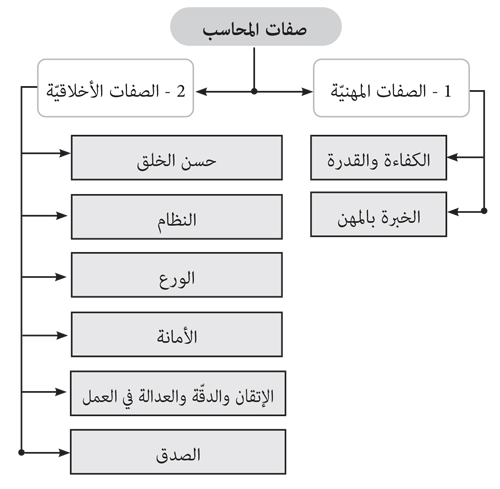 صفات المحاسب
1 - الصفات المهنيّة
الكفاءة والقدرة
الخبرة بالمهن
2 - الصفات الأخلاقيّة
حسن الخلق
النظام
الورع
الأمانة
الإتقان والدقّة والعدالة في العمل
الصدق